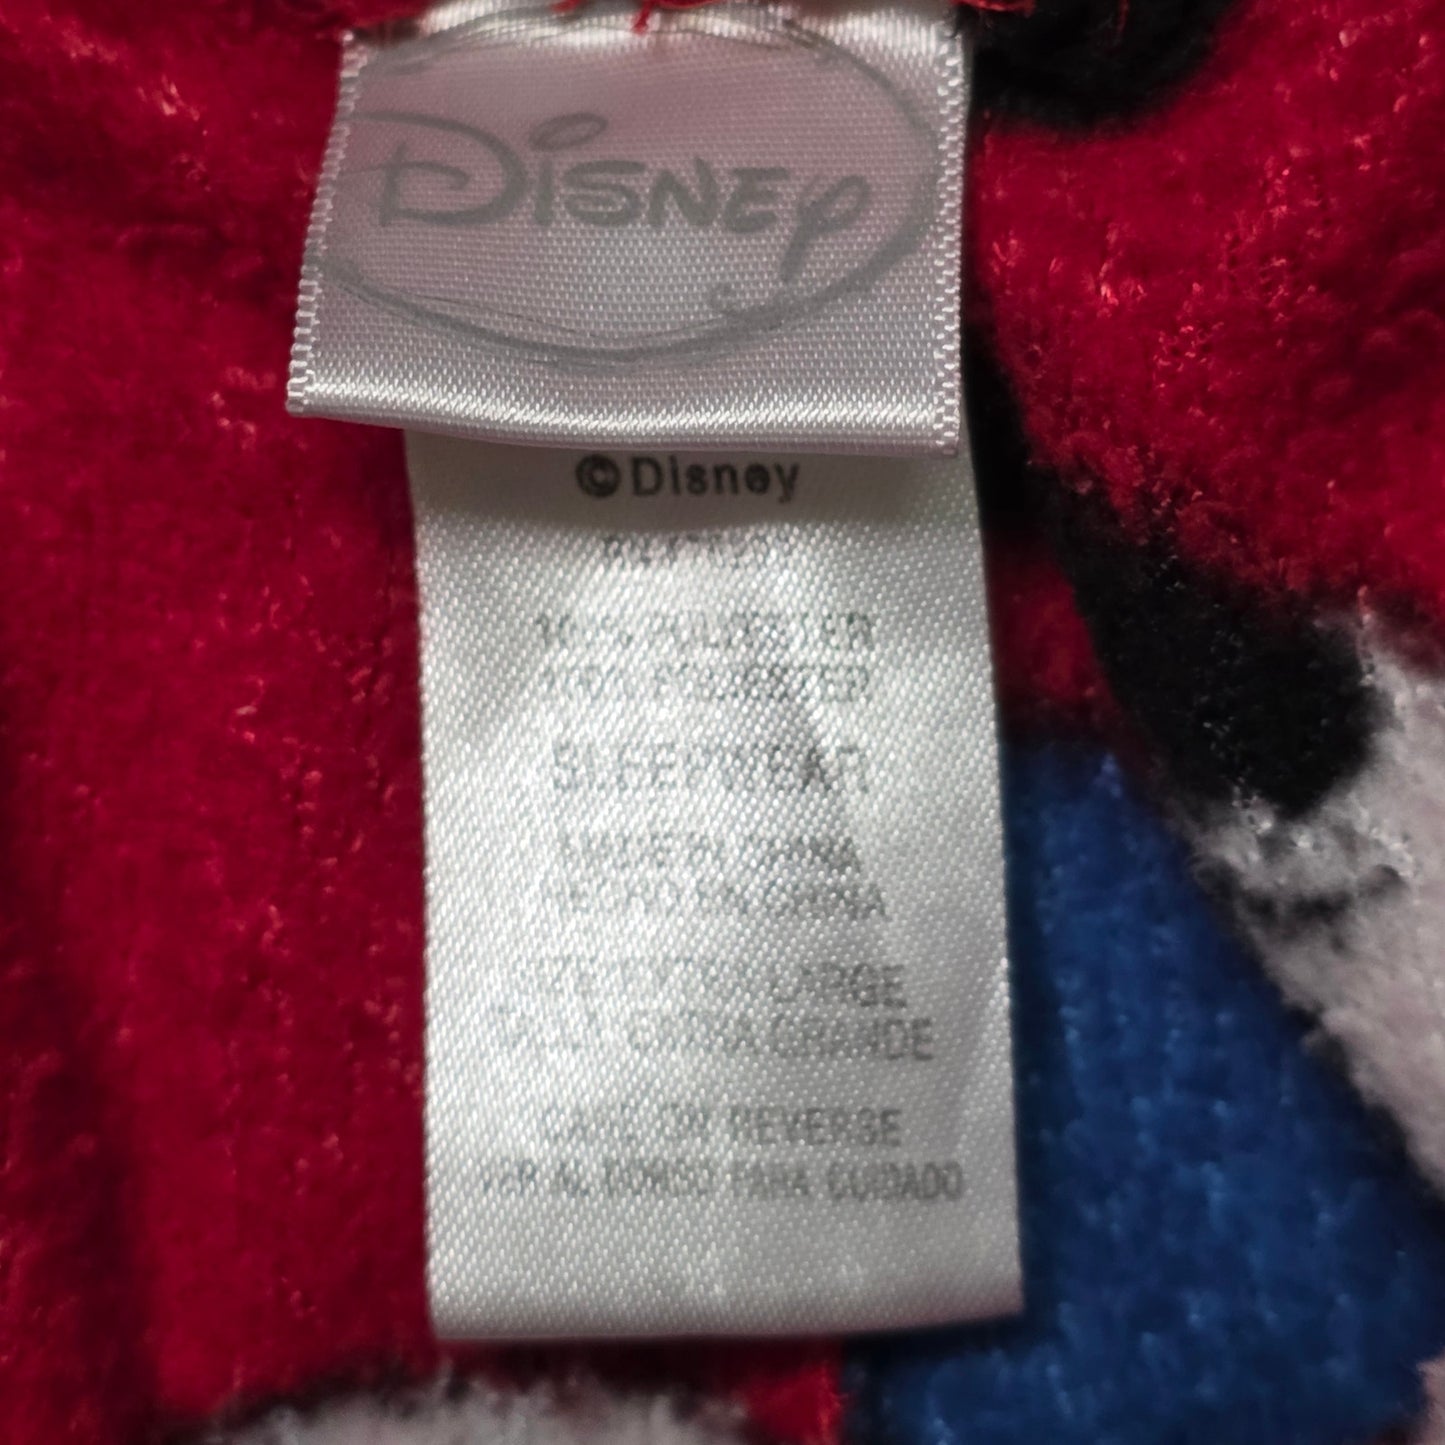 Disney
©Disney
100% POLYESTER
100% POLIESTER
SLEEPWEAR
MADE IN CHINA
HECHO EN CHINA
EXTRA LARGE
EXTRA GRANDE
CARE ON REVERSE
VER AL DORSO PARA CUIDADO